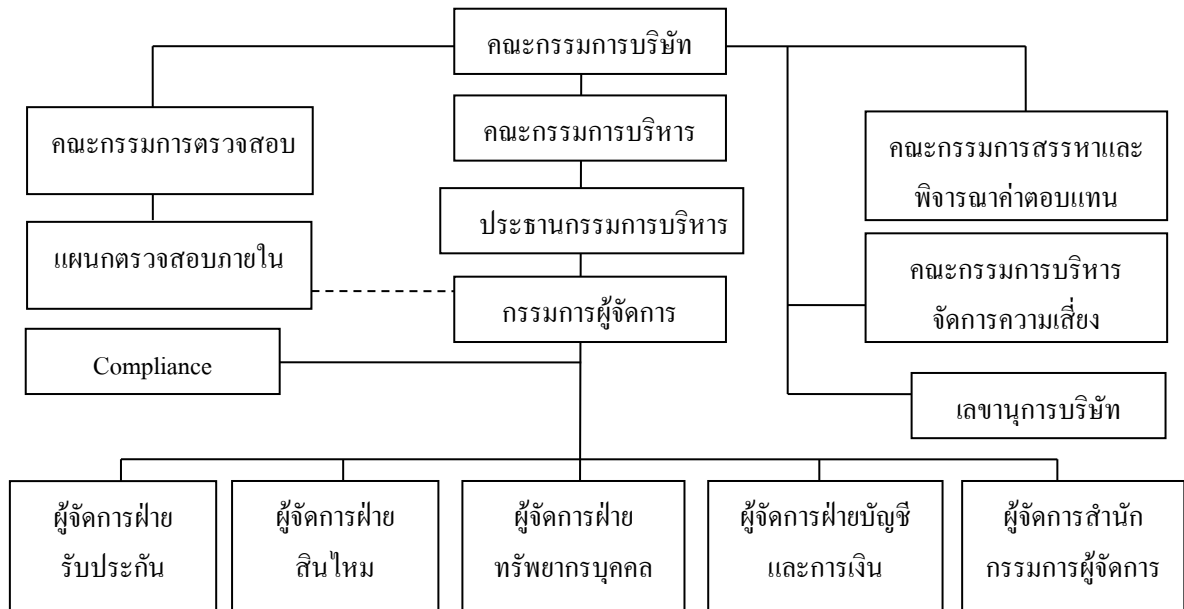 คณะกรรมการบริษัท
คณะกรรมการตรวจสอบ
คณะกรรมการบริหาร
คณะกรรมการสรรหาและ
พิจารณาค่าตอบแทน
ประธานกรรมการบริหาร
แผนกตรวจสอบภายใน
คณะกรรมการบริหาร
จัดการความเสี่ยง
กรรมการผู้จัดการ
Compliance
เลขานุการบริษัท
ผู้จัดการฝ่าย
รับประกัน
ผู้จัดการฝ่าย
สินไหม
ผู้จัดการฝ่าย
ทรัพยากรบุคคล
ผู้จัดการฝ่ายบัญชี
และการเงิน
ผู้จัดการสำนัก
กรรมการผู้จัดการ